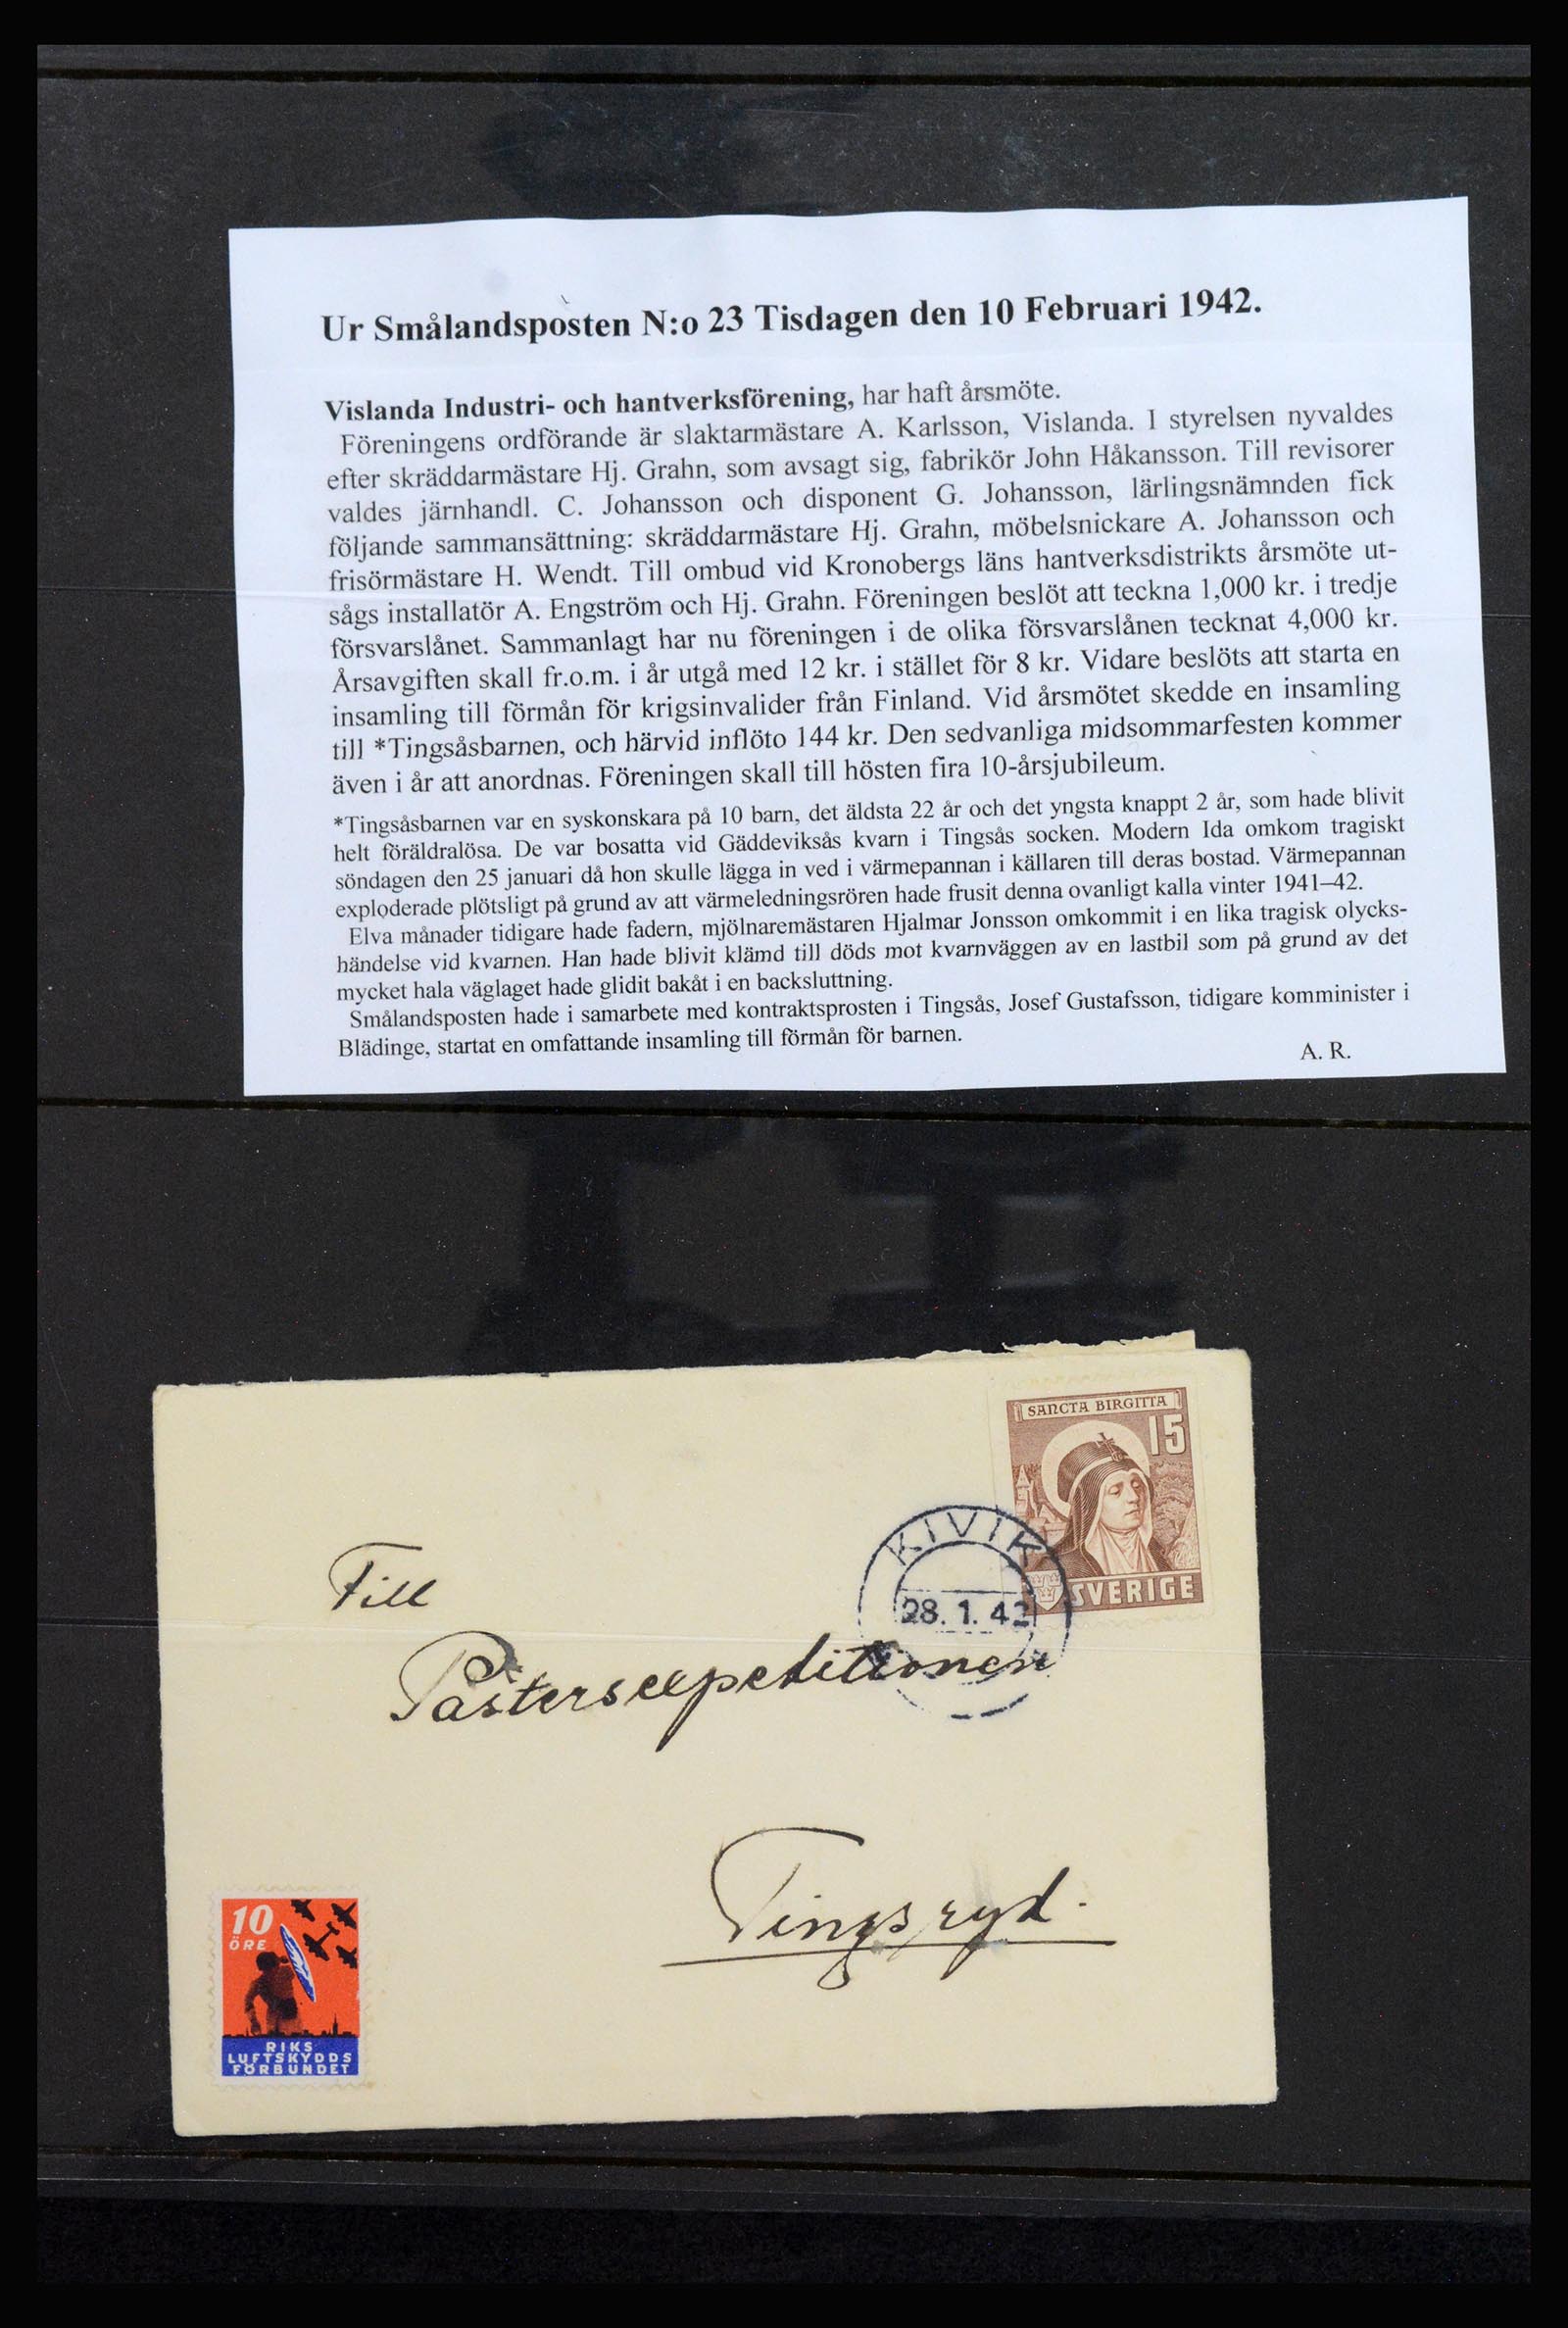 Ur Smålandsposten N:o 23 Tisdagen den 10 Februari 1942.
Vislanda Industri- och hantverksförening, har haft årsmöte.
Föreningens ordförande är slaktarmästare A. Karlsson, Vislanda. I styrelsen nyvaldes
efter skräddarmästare Hj. Grahn, som avsagt sig, fabrikör John Håkansson. Till revisorer
valdes järnhandl. C. Johansson och disponent G. Johansson, lärlingsnämnden fick
följande sammansättning: skräddarmästare Hj. Grahn, möbelsnickare A. Johansson och
frisörmästare H. Wendt. Till ombud vid Kronobergs läns hantverksdistrikts årsmöte ut-
sågs installatör A. Engström och Hj. Grahn. Föreningen beslöt att teckna 1,000 kr. i tredje
försvarslånet. Sammanlagt har nu föreningen i de olika försvarslånen tecknat 4,000 kr.
Årsavgiften skall fr.o.m. i år utgå med 12 kr. i stället för 8 kr. Vidare beslöts att starta en
insamling till förmån för krigsinvalider från Finland. Vid årsmötet skedde en insamling
till *Tingsåsbarnen, och härvid inflöto 144 kr. Den sedvanliga midsommarfesten kommer
även i år att anordnas. Föreningen skall till hösten fira 10-årsjubileum.
*Tingsåsbarnen var en syskonskara på 10 barn, det äldsta 22 år och det yngsta knappt 2 år, som hade blivit
helt föräldralösa. De var bosatta vid Gäddeviksås kvarn i Tingsås socken. Modern Ida omkom tragiskt
söndagen den 25 januari då hon skulle lägga in ved i värmepannan i källaren till deras bostad. Värmepannan
exploderade plötsligt på grund av att värmeledningsrören hade frusit denna ovanligt kalla vinter 1941–42.
Elva månader tidigare hade fadern, mjölnaremästaren Hjalmar Jonsson omkommit i en lika tragisk olycks-
händelse vid kvarnen. Han hade blivit klämd till döds mot kvarnväggen av en lastbil som på grund av det
mycket hala väglaget hade glidit bakåt i en backsluttning.
Smålandsposten hade i samarbete med kontraktsprosten i Tingsås, Josef Gustafsson, tidigare komminister i
Blädinge, startat en omfattande insamling till förmån för barnen.
A. R.
SANCTA BIRGITTA
15
SVERIGE
KIVIK
28. 1. 42
Till
Pastersexpeditionen
Tingsryd.
10
ÖRE
RIKS
LUFTSKYDDS
FÖRBUNDET